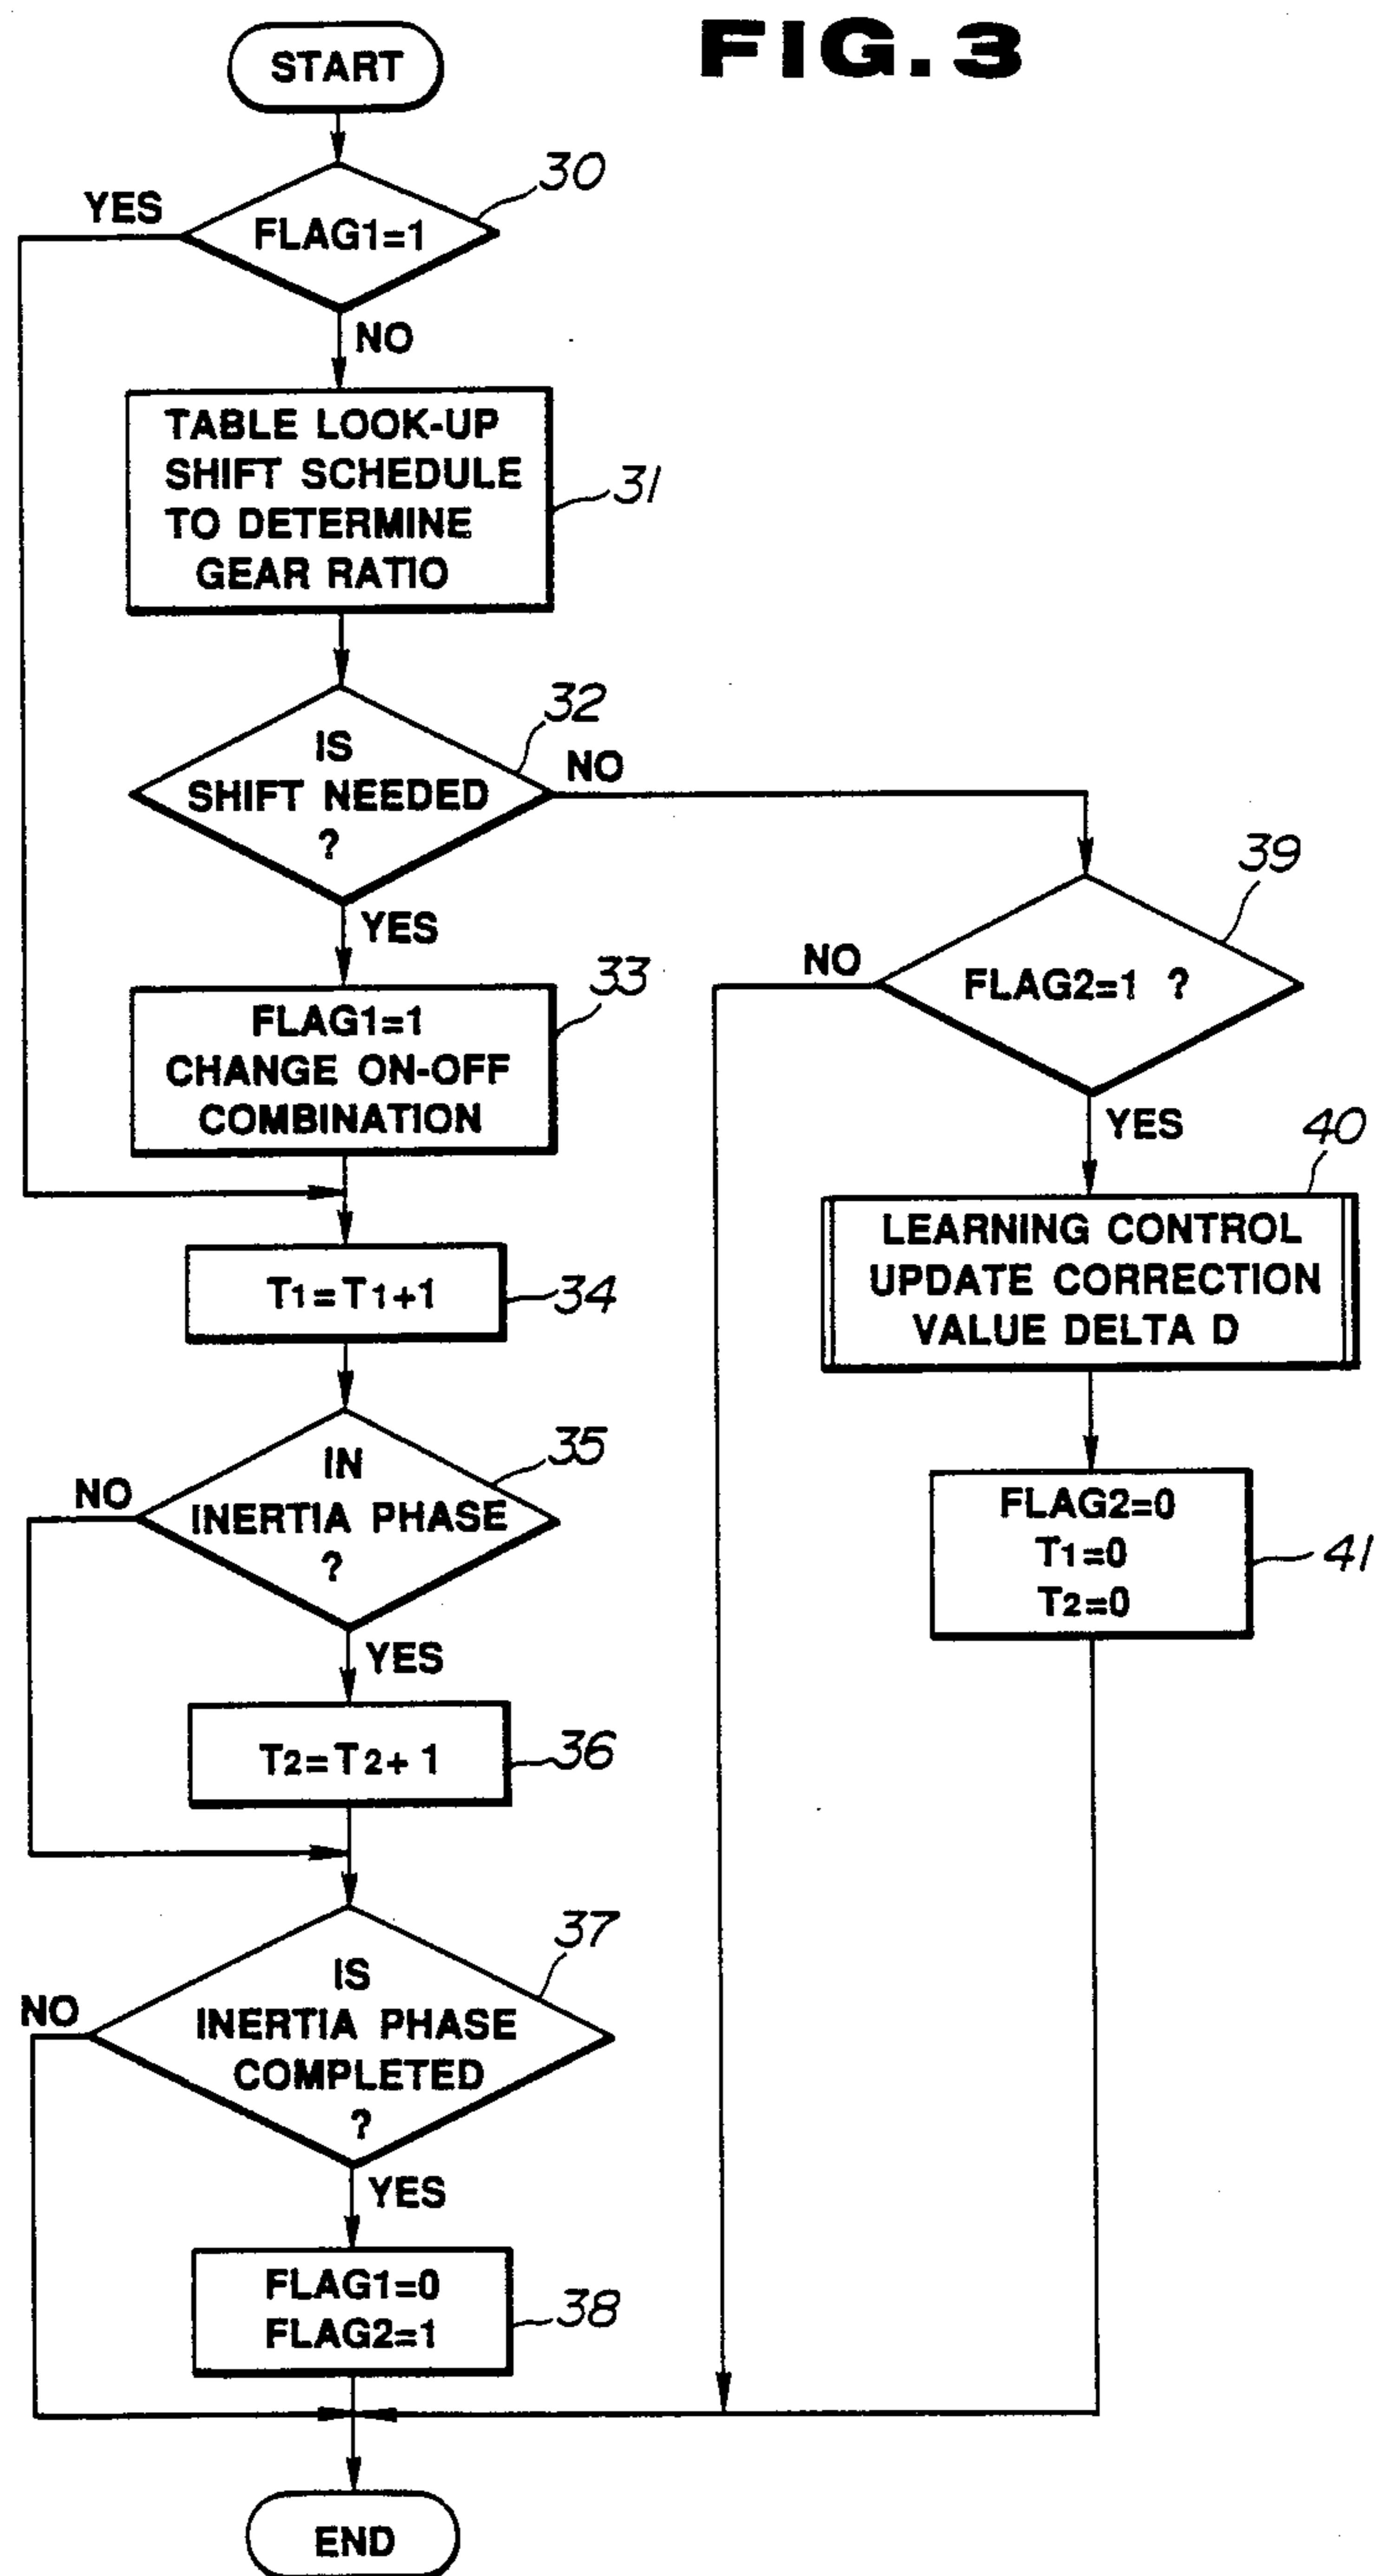 FIG.3
START
30
YES
FLAG1=1
NO
TABLE LOOK-UP
SHIFT SCHEDULE
TO DETERMINE
GEAR RATIO
31
32
IS
SHIFT NEEDED
?
NO
YES
33
FLAG1=1
CHANGE ON-OFF
COMBINATION
T1=T1+1
34
35
IN
INERTIA PHASE
?
NO
YES
T2=T2+ 1
36
37
IS
INERTIA PHASE
COMPLETED
?
NO
YES
FLAG1=0
FLAG2=1
38
END
39
NO
FLAG2=1 ?
YES
40
LEARNING CONTROL
UPDATE CORRECTION
VALUE DELTA D
FLAG2=0
T1=0
T2=0
41